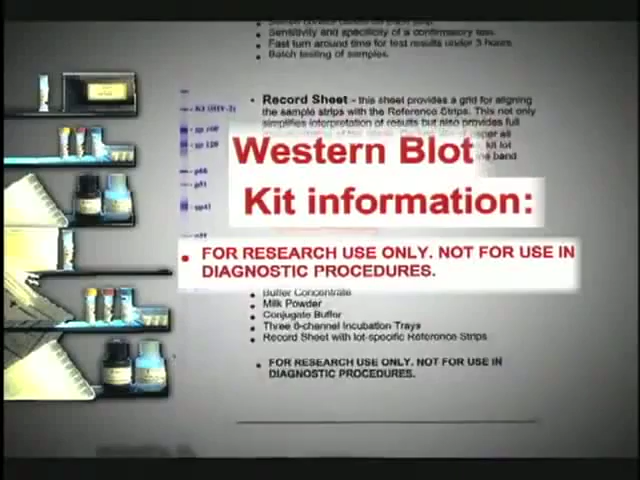 Sensitivity and specificity of a confirmatory test.
Fast turn around time for test results under 3 hours.
Batch testing of samples.
Record Sheet - this sheet provides a grid for aligning
the sample strips with the Reference Strips. This not only
simplifies interpretation of results but also provides full
Western Blot
kit lot
band
Kit information:
• FOR RESEARCH USE ONLY. NOT FOR USE IN
DIAGNOSTIC PROCEDURES.
Buffer Concentrate
• Milk Powder
• Conjugate Buffer
• Three 8-channel Incubation Trays
• Record Sheet with lot-specific Reference Strips
• FOR RESEARCH USE ONLY. NOT FOR USE IN
DIAGNOSTIC PROCEDURES.